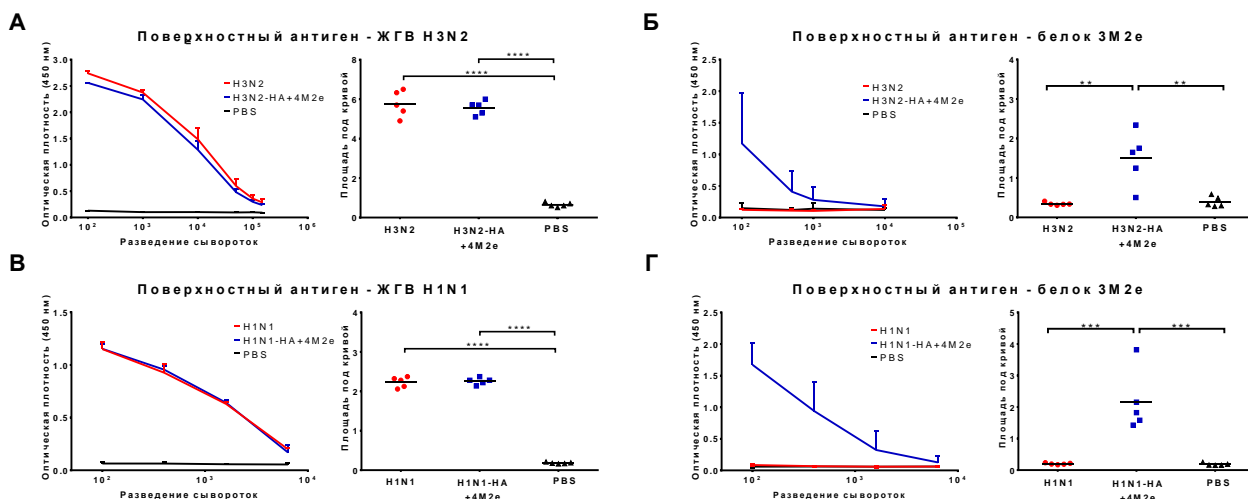 А
Поверхностный антиген - ЖГВ H3N2
Оптическая плотность (450 нм)
3.0
2.5
2.0
1.5
1.0
0.5
0.0
10² 10³ 10⁴ 10⁵ 10⁶
Разведение сывороток
H3N2
H3N2-HA+4M2e
PBS
Площадь под кривой
8
6
4
2
0
****
****
H3N2 H3N2-HA PBS
+4M2e
Б
Поверхностный антиген - белок 3М2е
Оптическая плотность (450 нм)
2.5
2.0
1.5
1.0
0.5
0.0
10² 10³ 10⁴ 10⁵
Разведение сывороток
H3N2
H3N2-HA+4M2e
PBS
Площадь под кривой
4
3
2
1
0
** **
H3N2 H3N2-HA PBS
+4M2e
В
Поверхностный антиген - ЖГВ H1N1
Оптическая плотность (450 нм)
1.5
1.0
0.5
0.0
10² 10³ 10⁴
Разведение сывороток
H1N1
H1N1-HA+4M2e
PBS
Площадь под кривой
4
3
2
1
0
****
****
H1N1 H1N1-HA PBS
+4M2e
Г
Поверхностный антиген - белок 3М2е
Оптическая плотность (450 нм)
2.5
2.0
1.5
1.0
0.5
0.0
10² 10³ 10⁴
Разведение сывороток
H1N1
H1N1-HA+4M2e
PBS
Площадь под кривой
5
4
3
2
1
0
*** ***
H1N1 H1N1-HA PBS
+4M2e